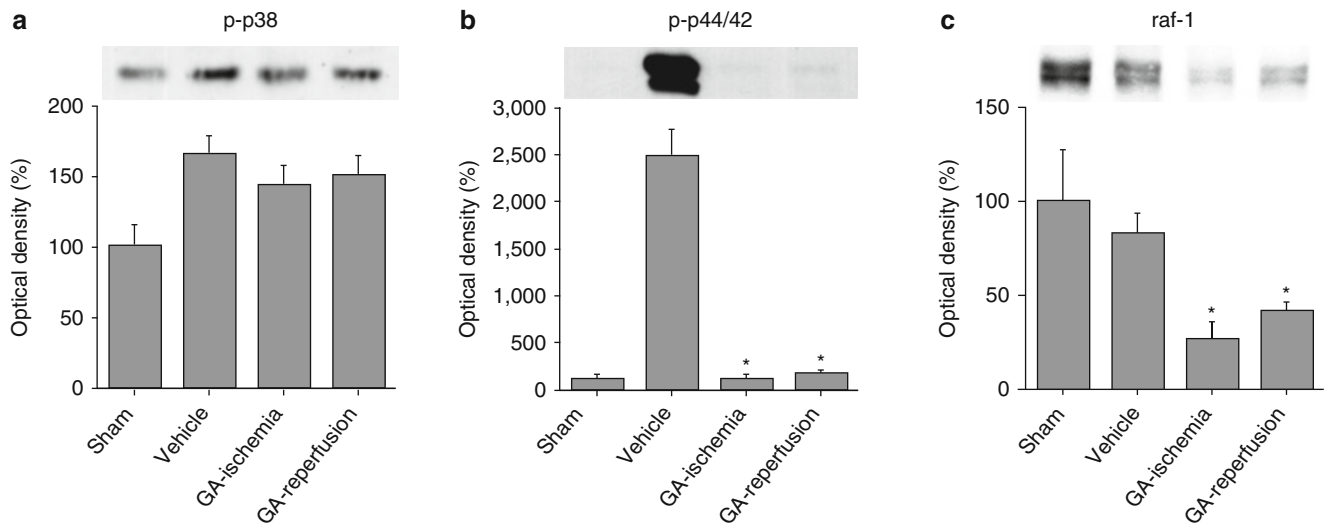 a p-p38
200
150
100
50
0
Optical density (%)
Sham
Vehicle
GA-ischemia
GA-reperfusion
b p-p44/42
3,000
2,500
2,000
1,500
1,000
500
0
Optical density (%)
* *
Sham
Vehicle
GA-ischemia
GA-reperfusion
c raf-1
150
100
50
0
Optical density (%)
* *
Sham
Vehicle
GA-ischemia
GA-reperfusion